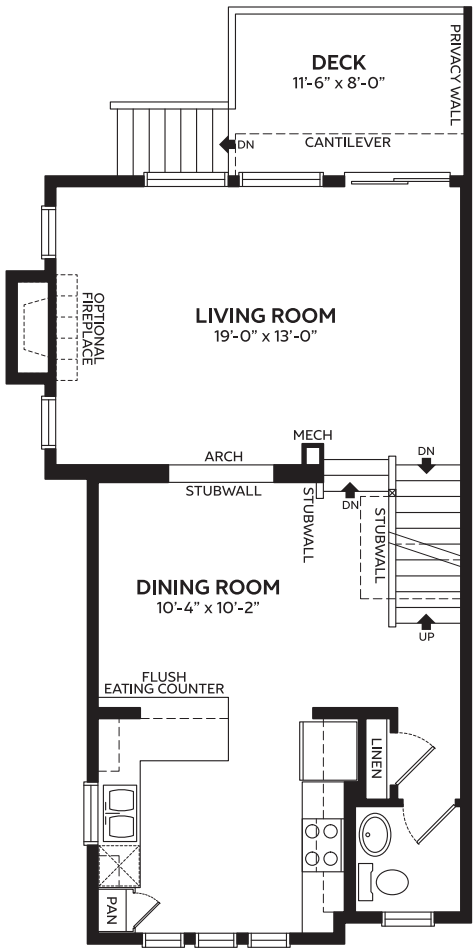 DECK
11'-6" x 8'-0"
PRIVACY WALL
DN
CANTILEVER
LIVING ROOM
19'-0" x 13'-0"
OPTIONAL
FIREPLACE
MECH
ARCH
STUBWALL
STUBWALL
DN
DN
STUBWALL
DINING ROOM
10'-4" x 10'-2"
UP
FLUSH
EATING COUNTER
LINEN
PAN